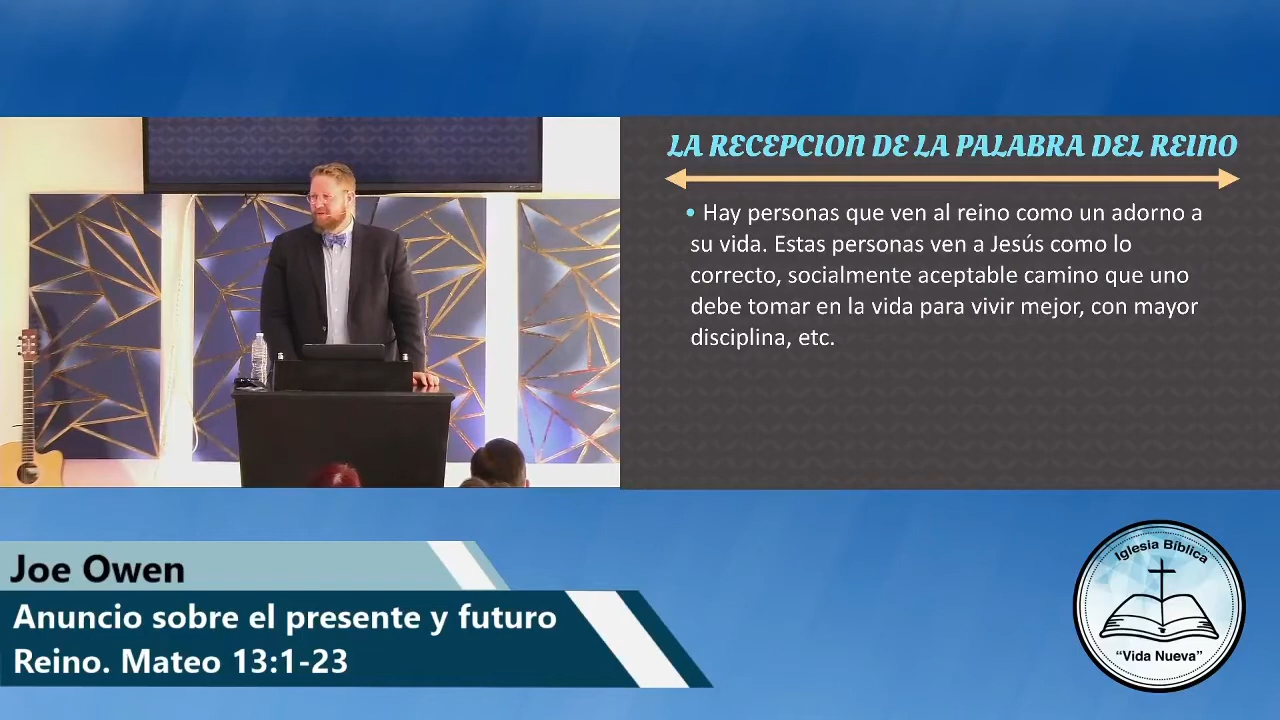 LA RECEPCION DE LA PALABRA DEL REINO
• Hay personas que ven al reino como un adorno a
su vida. Estas personas ven a Jesús como lo
correcto, socialmente aceptable camino que uno
debe tomar en la vida para vivir mejor, con mayor
disciplina, etc.
Joe Owen
Anuncio sobre el presente y futuro
Reino. Mateo 13:1-23
Iglesia Bíblica
“Vida Nueva”